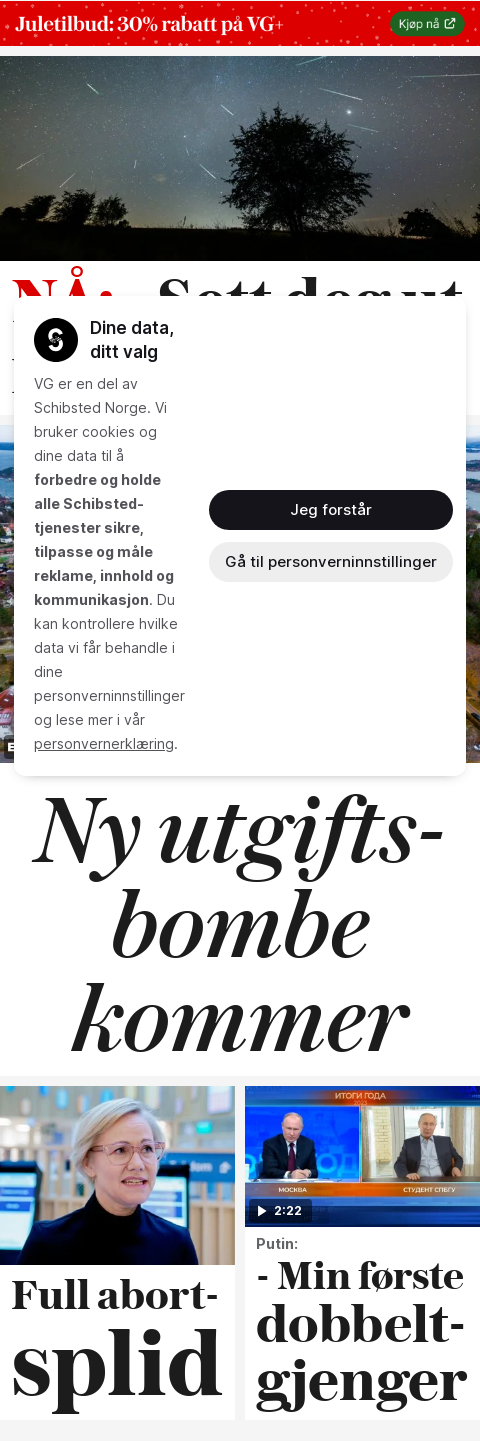 Juletilbud: 30% rabatt på VG+
Kjøp nå
NÅ: Sett deg ut
Dine data,
ditt valg
VG er en del av
Schibsted Norge. Vi
bruker cookies og
dine data til å
forbedre og holde
alle Schibsted-
tjenester sikre,
tilpasse og måle
reklame, innhold og
kommunikasjon. Du
kan kontrollere hvilke
data vi får behandle i
dine
personverninnstillinger
og lese mer i vår
personvernerklæring.
Jeg forstår
Gå til personverninnstillinger
Ny utgifts-
bombe
kommer
ИТОГИ ГОДА
2023
МОСКВА
СТУДЕНТ СПБГУ
2:22
Full abort-
splid
Putin:
- Min første
dobbelt-
gjenger